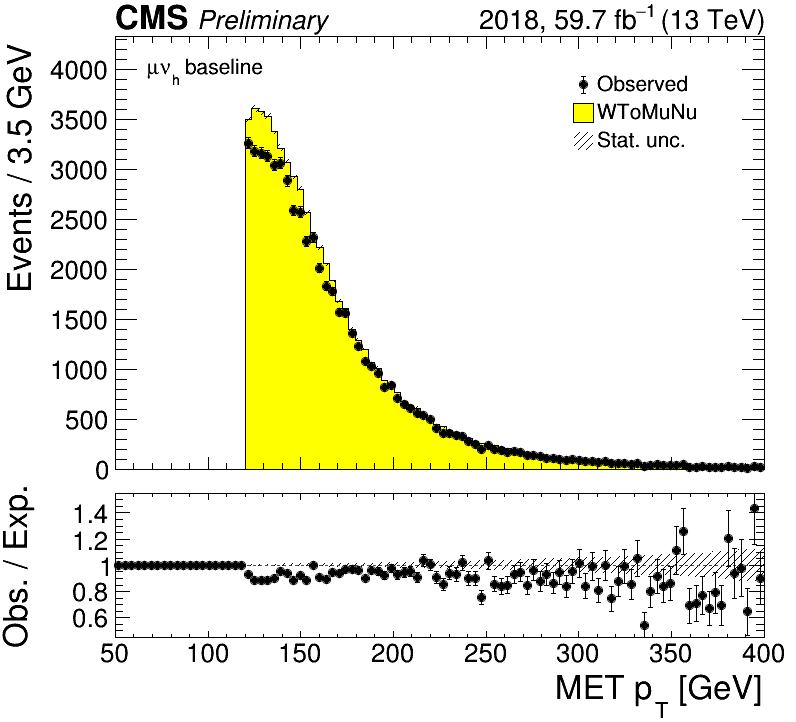 CMS Preliminary 2018, 59.7 fb⁻¹ (13 TeV)
Events / 3.5 GeV
4000
3500
3000
2500
2000
1500
1000
500
0
μν_h baseline
Observed
WToMuNu
Stat. unc.
Obs. / Exp.
1.4
1.2
1
0.8
0.6
50 100 150 200 250 300 350 400
MET p_T [GeV]